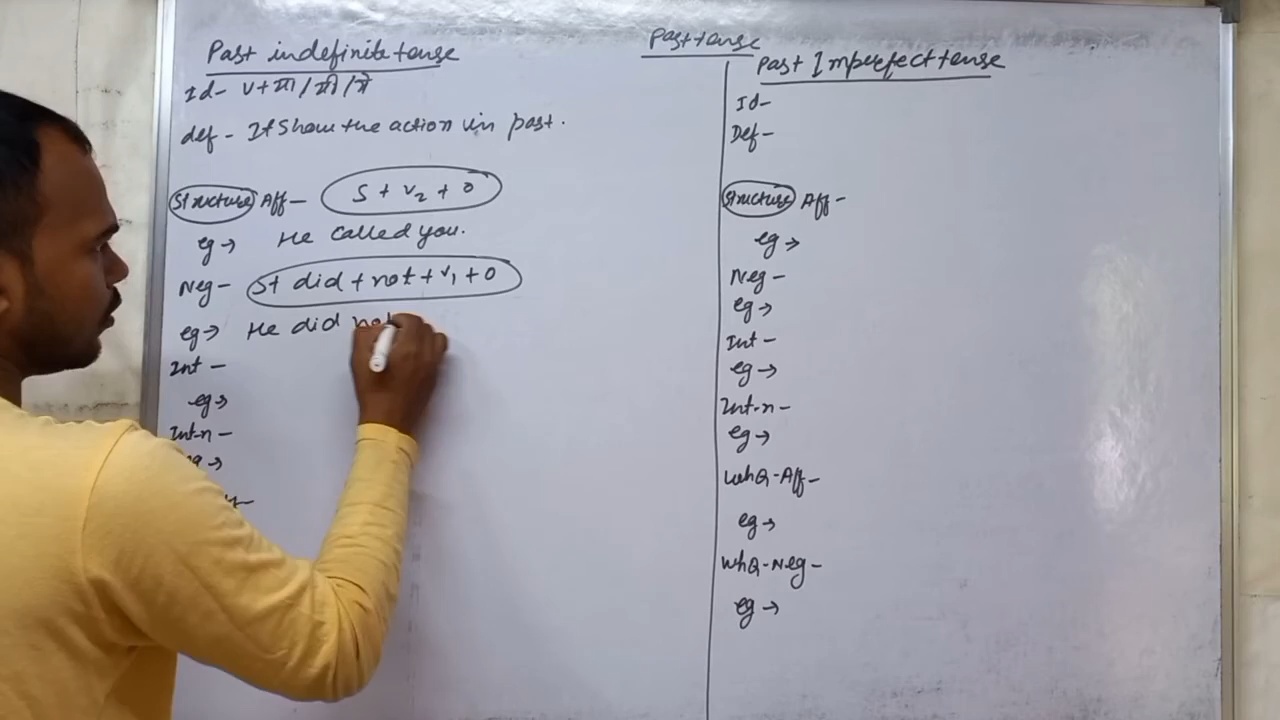 Past tense
Past indefinite tense
Id- V + या / यी / ये
def - It Show the action in past.
Structure Aff- S + V₂ + O
eg → He called you.
Neg- S+ did + not + V₁ + O
eg → He did not
Int -
eg →
Int-n -
Past Imperfect tense
Id-
Def-
Structure Aff-
eg →
Neg-
eg →
Int -
eg →
Int-n -
eg →
WhQ-Aff-
eg →
WhQ-Neg-
eg →